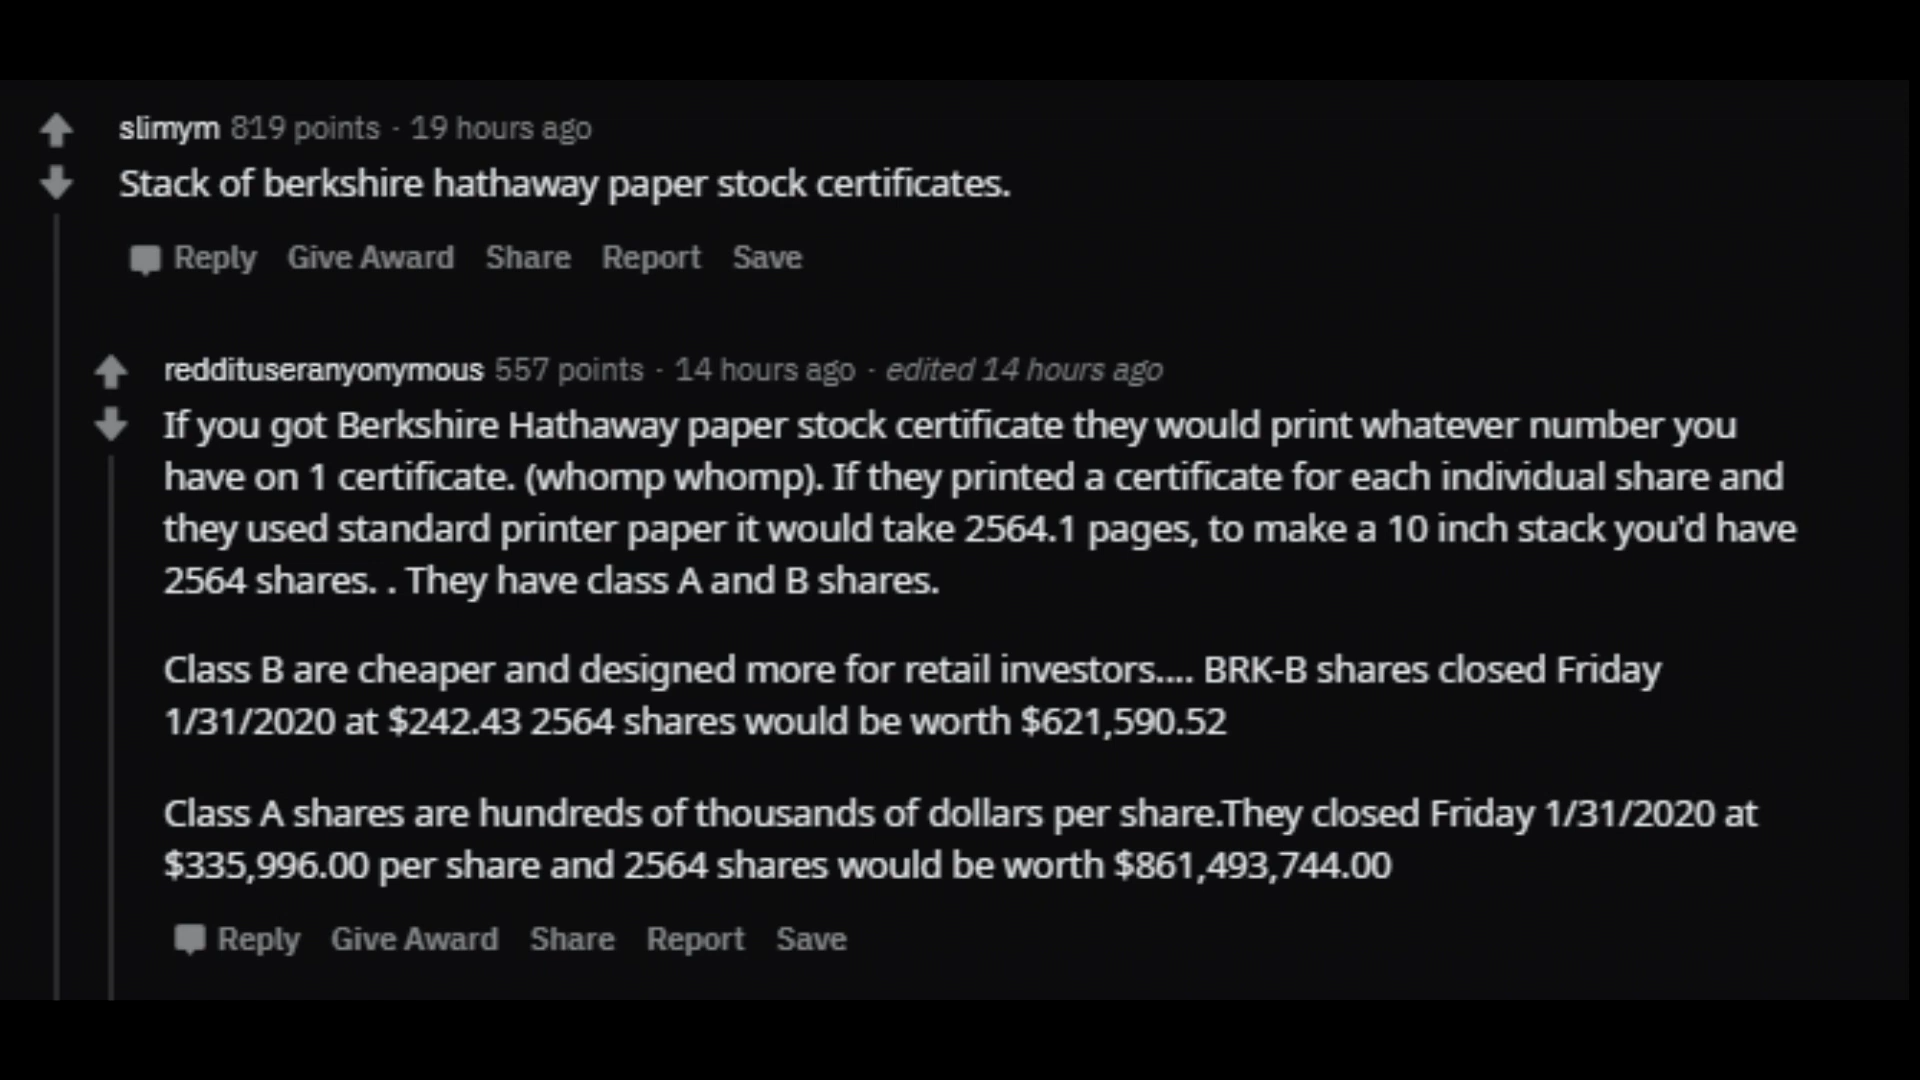 slimym 819 points · 19 hours ago
Stack of berkshire hathaway paper stock certificates.
Reply Give Award Share Report Save
reddituseranyonymous 557 points · 14 hours ago · edited 14 hours ago
If you got Berkshire Hathaway paper stock certificate they would print whatever number you
have on 1 certificate. (whomp whomp). If they printed a certificate for each individual share and
they used standard printer paper it would take 2564.1 pages, to make a 10 inch stack you'd have
2564 shares. . They have class A and B shares.
Class B are cheaper and designed more for retail investors.... BRK-B shares closed Friday
1/31/2020 at $242.43 2564 shares would be worth $621,590.52
Class A shares are hundreds of thousands of dollars per share.They closed Friday 1/31/2020 at
$335,996.00 per share and 2564 shares would be worth $861,493,744.00
Reply Give Award Share Report Save